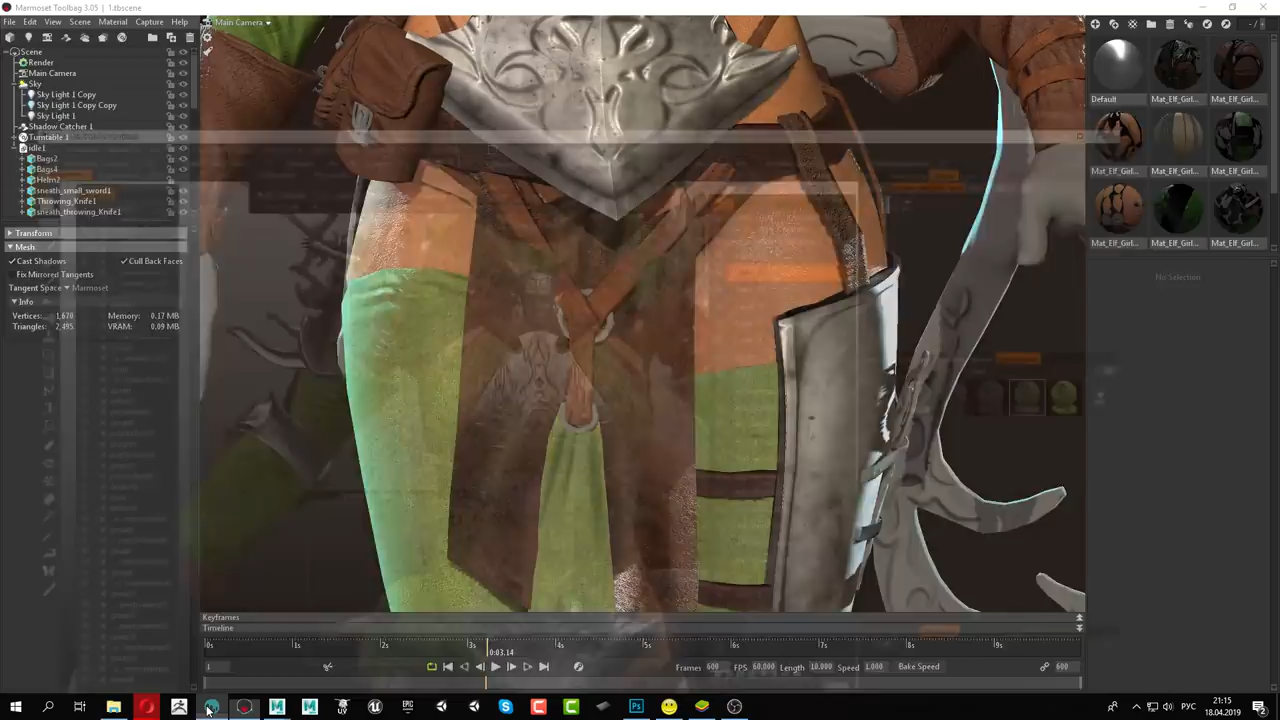 Marmoset Toolbag 3.05 | 1.tbscene
File Edit View Scene Material Capture Help
Main Camera
Scene
Render
Main Camera
Sky
Sky Light 1 Copy
Sky Light 1 Copy Copy
Sky Light 1
Shadow Catcher 1
Turntable 1
idle1
Bags2
Bags4
Helm2
sneath_small_sword1
Throwing_Knife1
sneath_throwing_Knife1
Transform
Mesh
Cast Shadows Cull Back Faces
Fix Mirrored Tangents
Tangent Space Marmoset
Info
Vertices: 1,670 Memory: 0.17 MB
Triangles: 2,495 VRAM: 0.09 MB
Default Mat_Elf_Girl... Mat_Elf_Girl...
Mat_Elf_Girl... Mat_Elf_Girl... Mat_Elf_Girl...
Mat_Elf_Girl... Mat_Elf_Girl... Mat_Elf_Girl...
No Selection
Keyframes
Timeline
0s 1s 2s 3s 4s 5s 6s 7s 8s 9s
0:03.14
1 Frames 600 FPS 60.000 Length 10.000 Speed 1.000 Bake Speed 600
РУС
21:15
18.04.2019